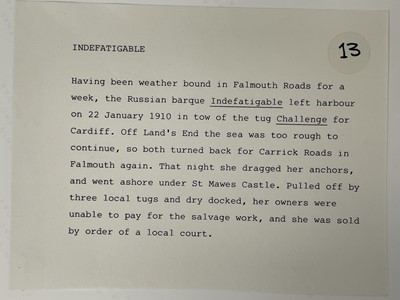 INDEFATIGABLE
13
Having been weather bound in Falmouth Roads for a
week, the Russian barque Indefatigable left harbour
on 22 January 1910 in tow of the tug Challenge for
Cardiff. Off Land's End the sea was too rough to
continue, so both turned back for Carrick Roads in
Falmouth again. That night she dragged her anchors,
and went ashore under St Mawes Castle. Pulled off by
three local tugs and dry docked, her owners were
unable to pay for the salvage work, and she was sold
by order of a local court.